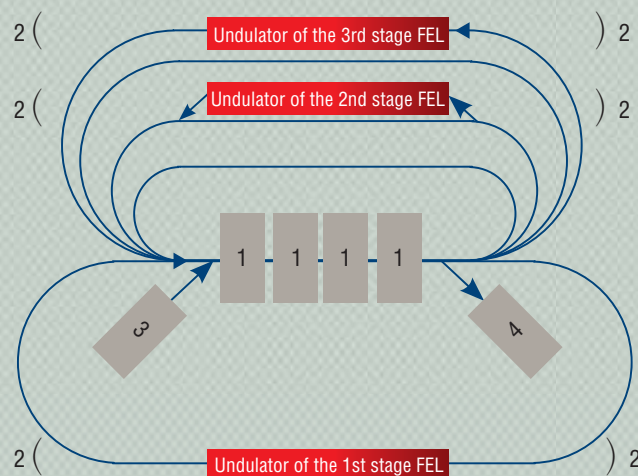 2 ( Undulator of the 3rd stage FEL ) 2
2 ( Undulator of the 2nd stage FEL ) 2
1 1 1 1
3 4
2 ( Undulator of the 1st stage FEL ) 2